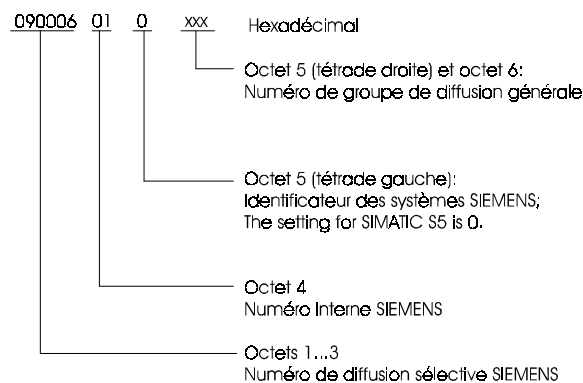 090006 01 0 xxx Hexadécimal
Octet 5 (tétrade droite) et octet 6:
Numéro de groupe de diffusion générale
Octet 5 (tétrade gauche):
Identificateur des systèmes SIEMENS;
The setting for SIMATIC S5 is 0.
Octet 4
Numéro Interne SIEMENS
Octets 1...3
Numéro de diffusion sélective SIEMENS